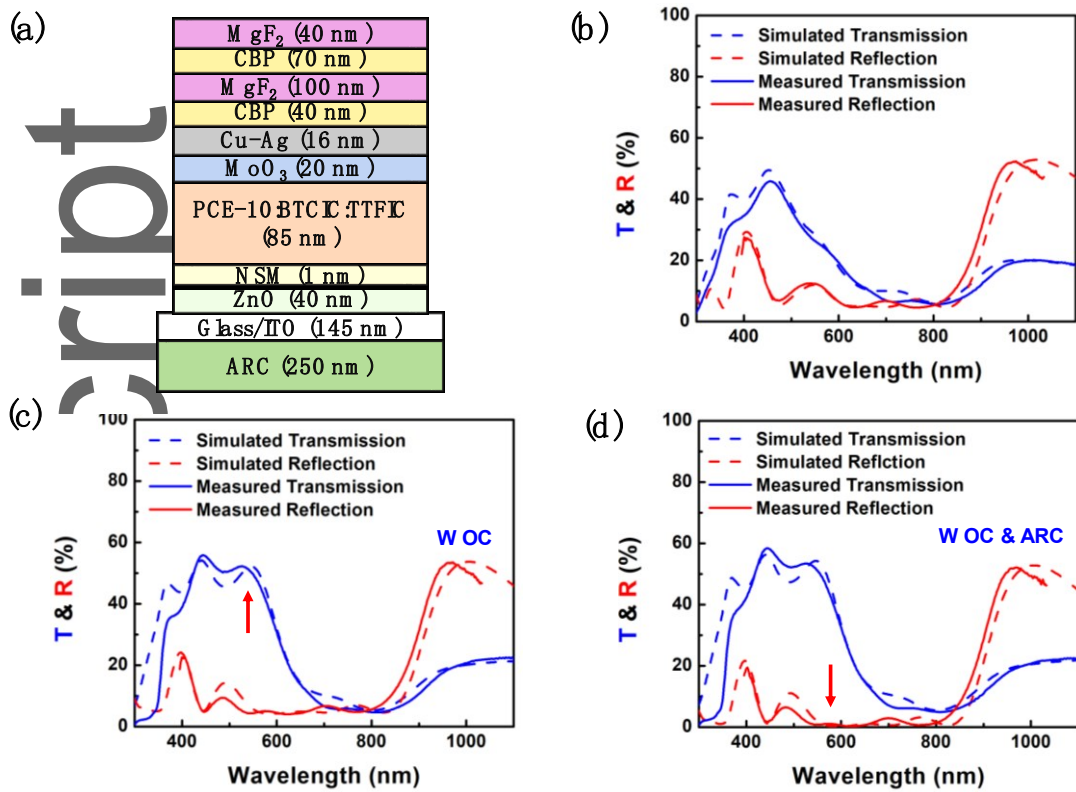 (a)
MgF2 (40 nm)
CBP (70 nm)
MgF2 (100 nm)
CBP (40 nm)
Cu-Ag (16 nm)
MoO3 (20 nm)
PCE-10:BTCIC:TTFIC
(85 nm)
NSM (1 nm)
ZnO (40 nm)
Glass/ITO (145 nm)
ARC (250 nm)
cript
(b)
Simulated Transmission
Simulated Reflection
Measured Transmission
Measured Reflection
T & R (%)
100
80
60
40
20
0
400 600 800 1000
Wavelength (nm)
(c)
Simulated Transmission
Simulated Reflection
Measured Transmission
Measured Reflection
W OC
T & R (%)
100
80
60
40
20
0
400 600 800 1000
Wavelength (nm)
(d)
Simulated Transmission
Simulated Reflction
Measured Transmission
Measured Reflection
W OC & ARC
T & R (%)
100
80
60
40
20
0
400 600 800 1000
Wavelength (nm)